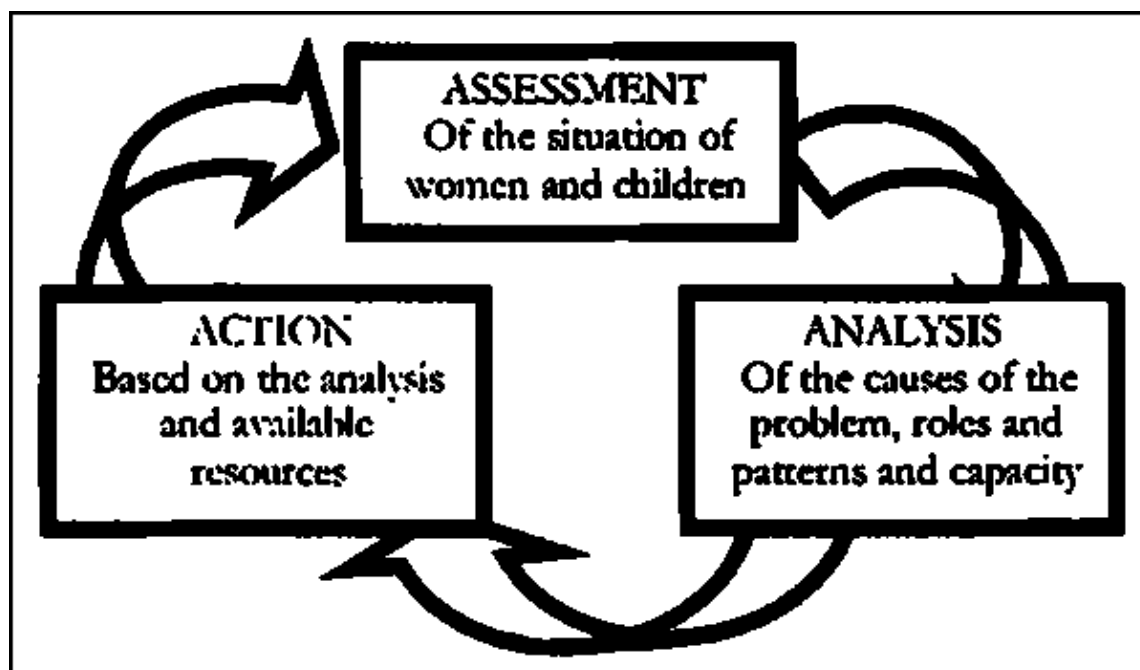 ASSESSMENT
Of the situation of
women and children
ACTION
Based on the analysis
and available
resources
ANALYSIS
Of the causes of the
problem, roles and
patterns and capacity